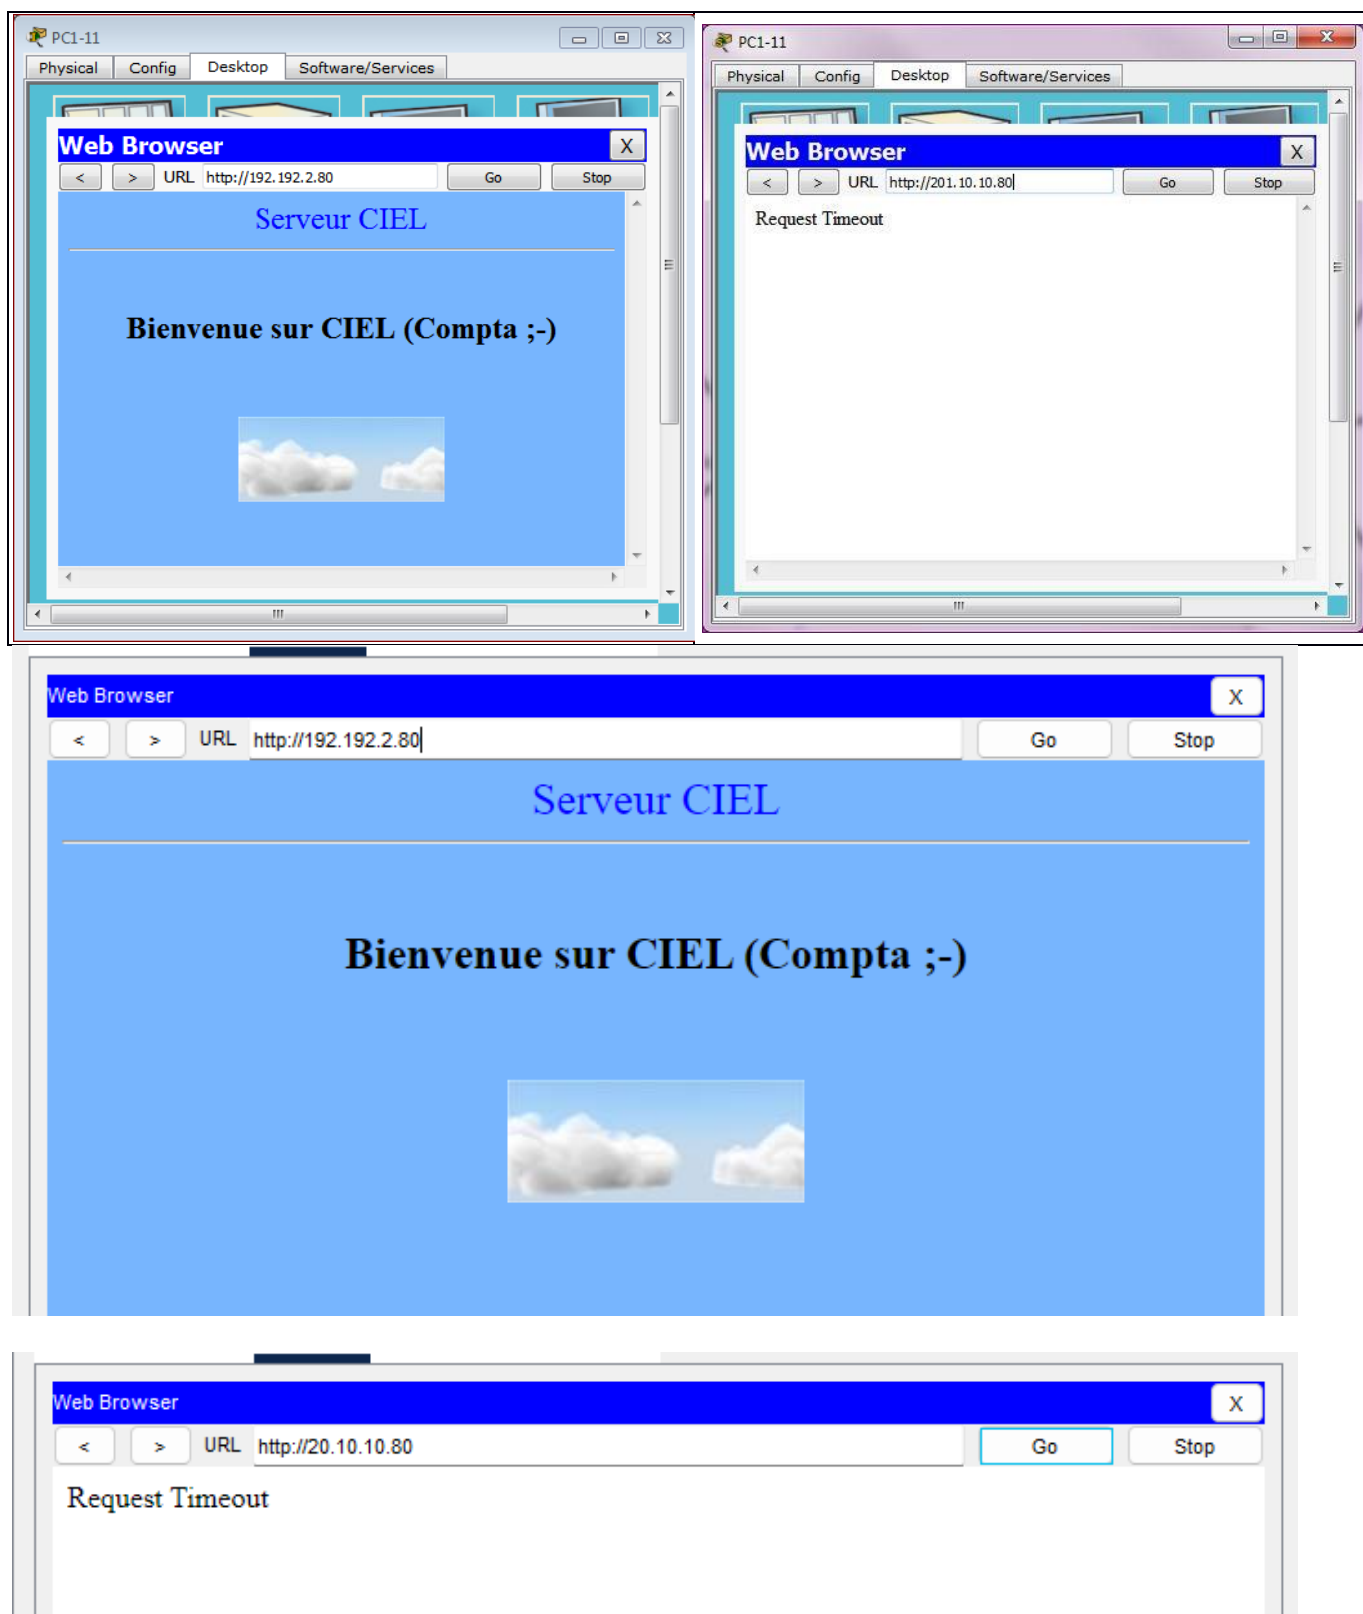 PC1-11
Physical Config Desktop Software/Services
Web Browser X
< > URL http://192.192.2.80 Go Stop
Serveur CIEL
Bienvenue sur CIEL (Compta ;-)
PC1-11
Physical Config Desktop Software/Services
Web Browser X
< > URL http://201.10.10.80 Go Stop
Request Timeout
Web Browser X
< > URL http://192.192.2.80 Go Stop
Serveur CIEL
Bienvenue sur CIEL (Compta ;-)
Web Browser X
< > URL http://20.10.10.80 Go Stop
Request Timeout